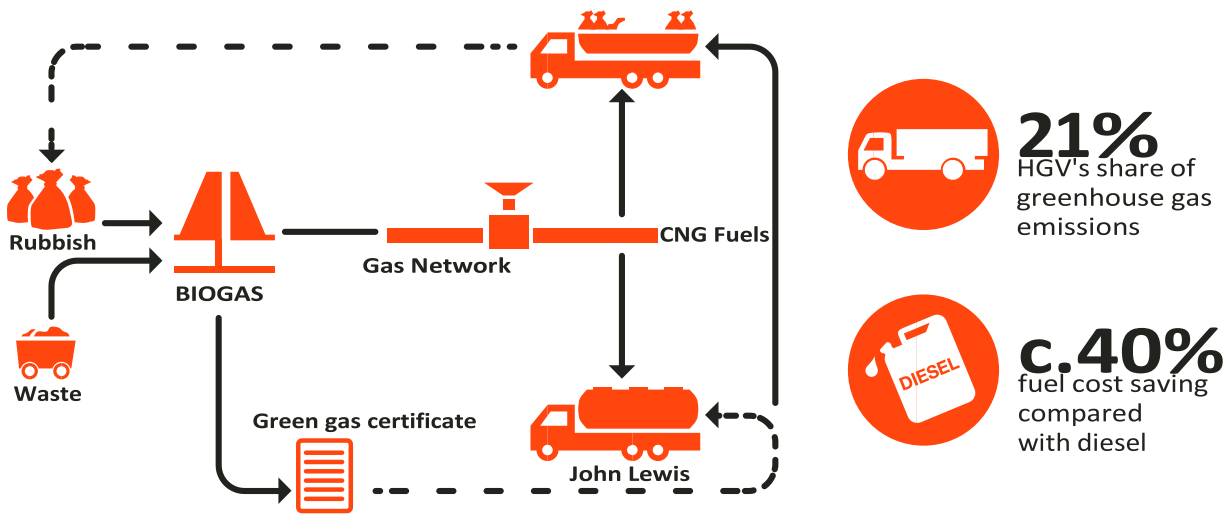 Rubbish
Waste
BIOGAS
Gas Network
CNG Fuels
Green gas certificate
John Lewis
21%
HGV's share of
greenhouse gas
emissions
DIESEL
c.40%
fuel cost saving
compared
with diesel